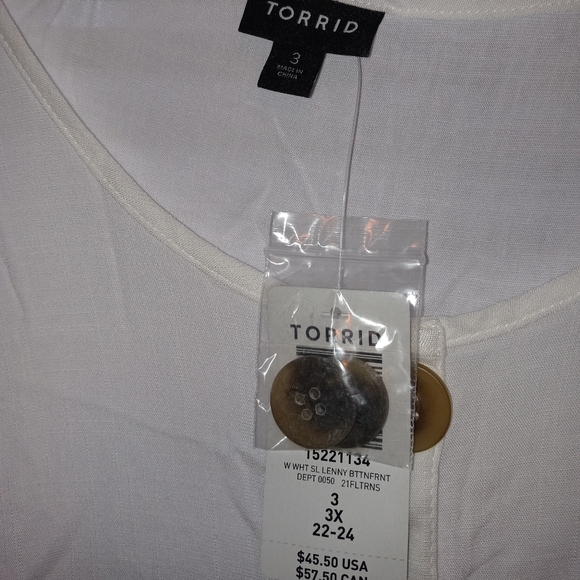 TORRID
3
MADE IN
CHINA
TORRID
15221134
W WHT SL LENNY BTTNFRNT
DEPT 0050 21FLTRNS
3
3X
22-24
$45.50 USA
$57.50 CAN